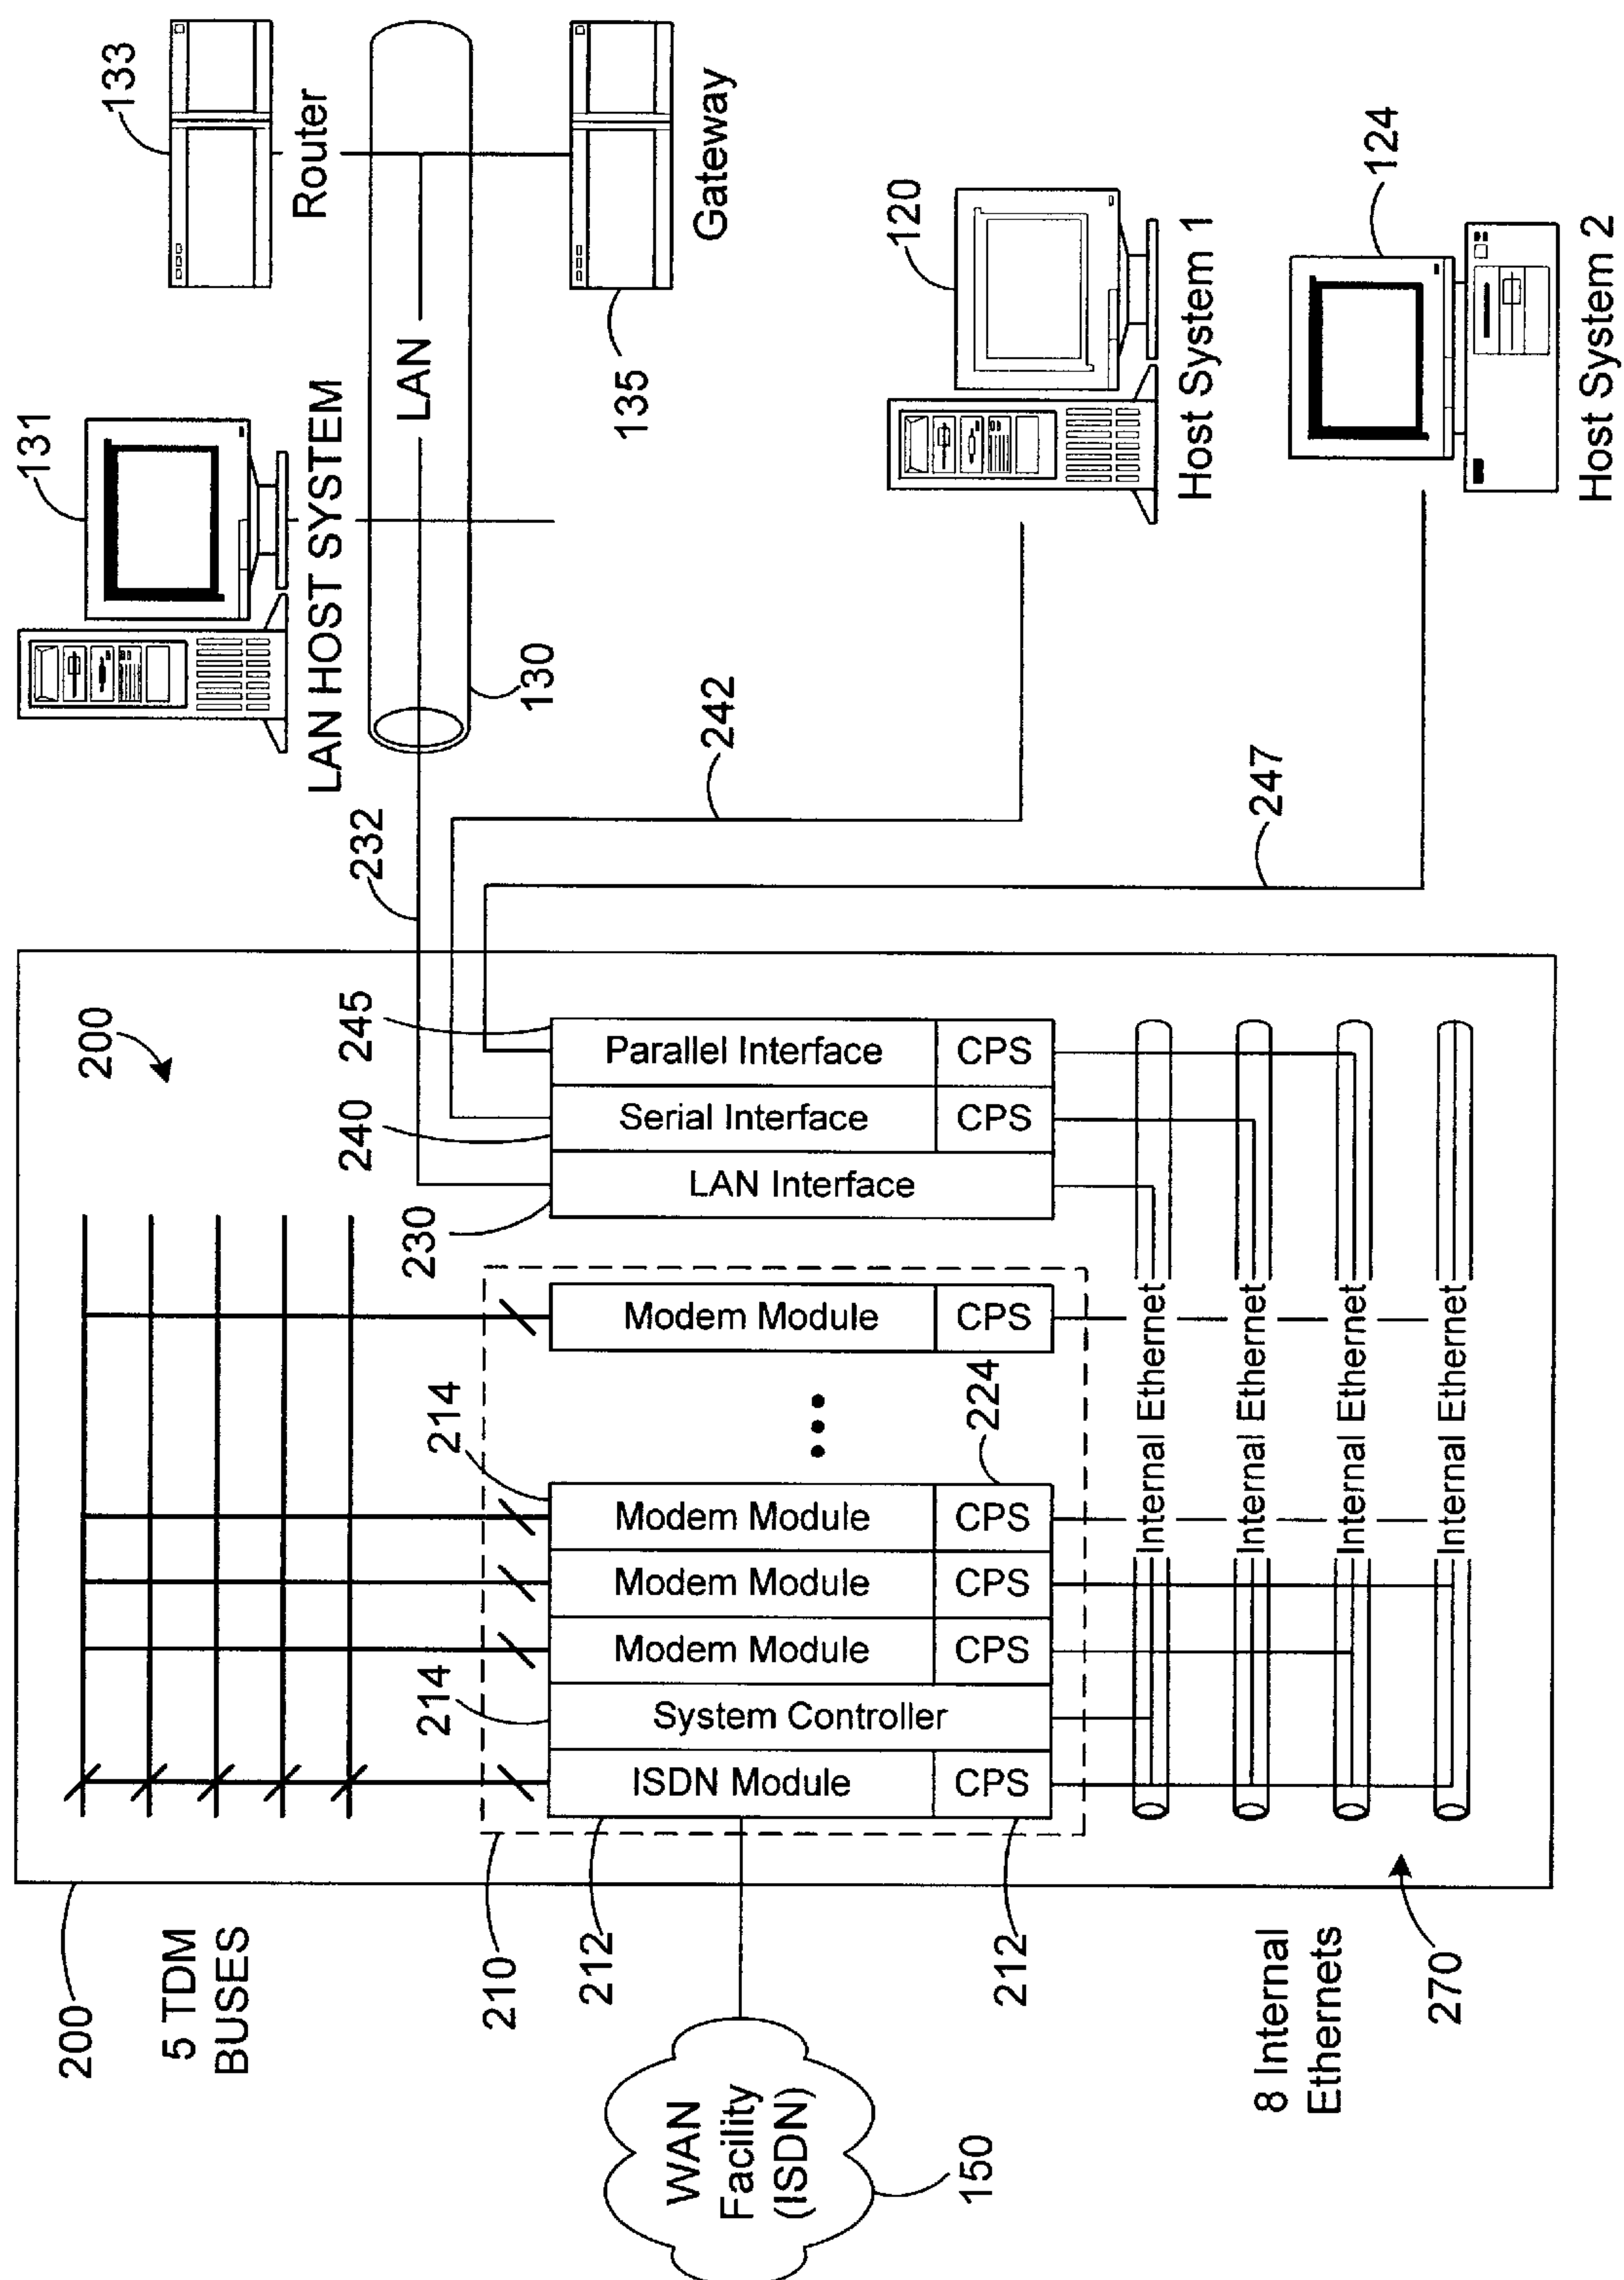 200
5 TDM
BUSES
200
131
LAN HOST SYSTEM
133
Router
LAN
130
135
Gateway
232
242
247
120
Host System 1
124
Host System 2
210
212
214
214
230
240
245
WAN
Facility
(ISDN)
150
ISDN Module
System Controller
Modem Module
Modem Module
Modem Module
Modem Module
LAN Interface
Serial Interface
Parallel Interface
CPS
CPS
CPS
CPS
CPS
CPS
CPS
212
224
8 Internal
Ethernets
270
Internal Ethernet
Internal Ethernet
Internal Ethernet
Internal Ethernet